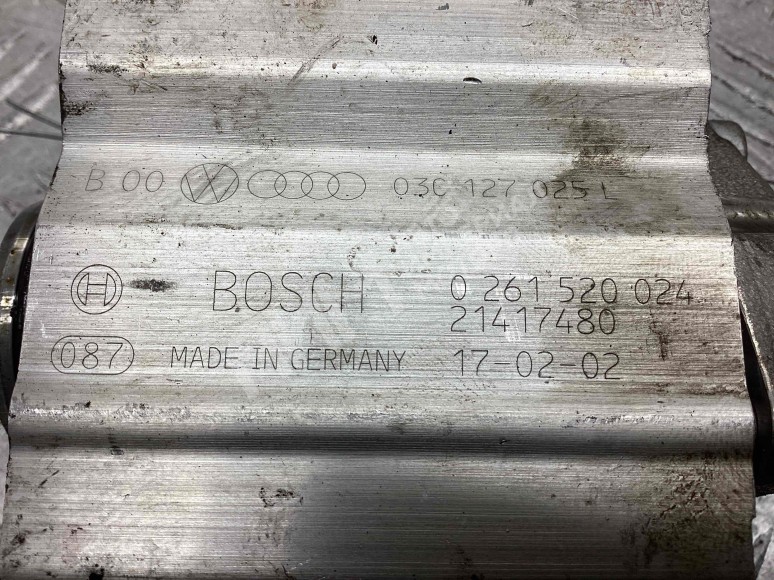 B 00 03C 127 025 L
BOSCH 0 261 520 024
21417480
087 MADE IN GERMANY 17-02-02